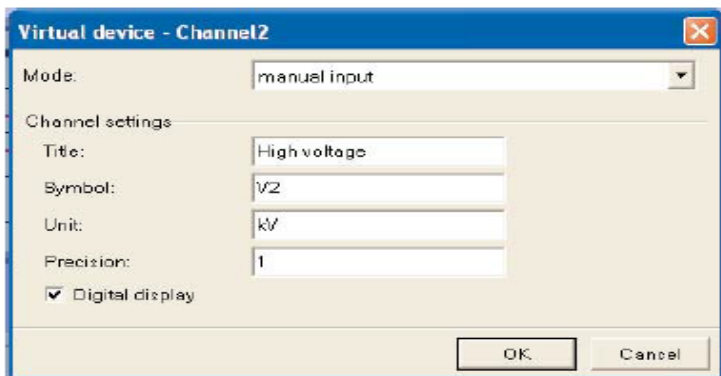 Virtual device - Channel2
Mode: manual input
Channel settings
Title: High voltage
Symbol: V2
Unit: kV
Precision: 1
Digital display
OK Cancel